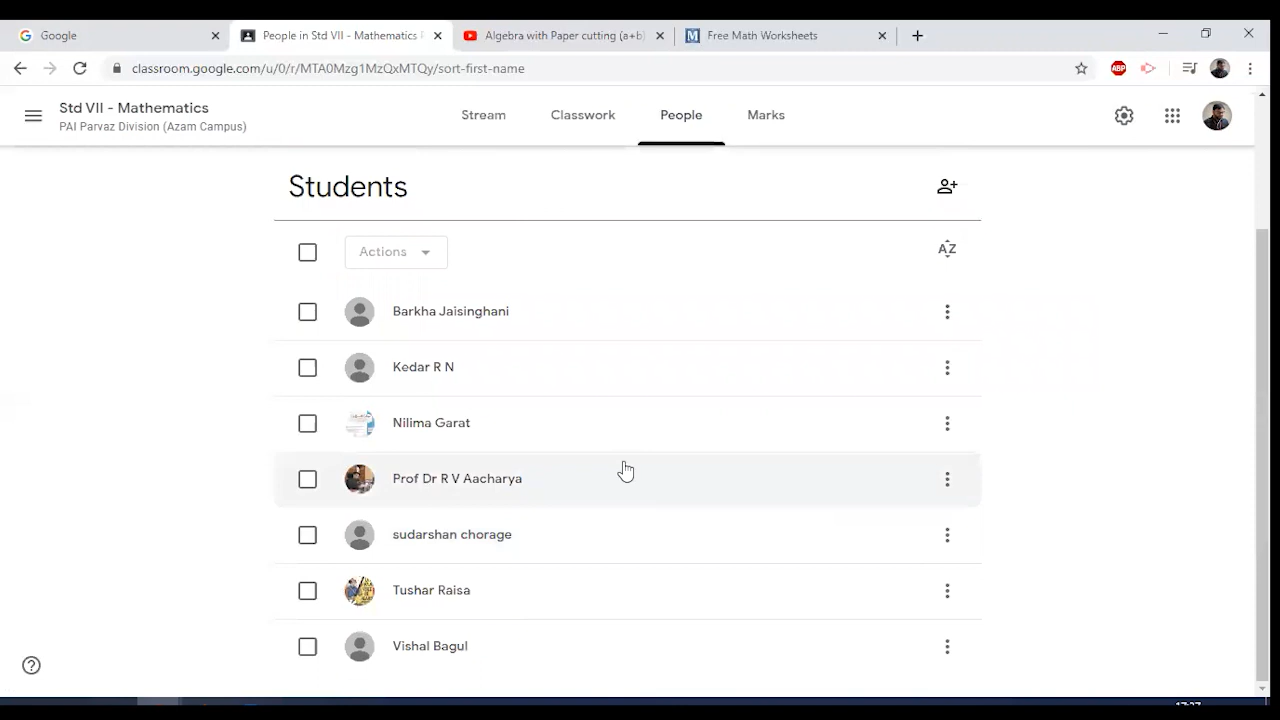 Google
People in Std VII - Mathematics
Algebra with Paper cutting (a+b)
Free Math Worksheets
classroom.google.com/u/0/r/MTA0Mzg1MzQxMTQy/sort-first-name
ABP
Std VII - Mathematics
PAI Parvaz Division (Azam Campus)
Stream
Classwork
People
Marks
Students
Actions
AZ
Barkha Jaisinghani
Kedar R N
Nilima Garat
Prof Dr R V Aacharya
sudarshan chorage
Tushar Raisa
Vishal Bagul